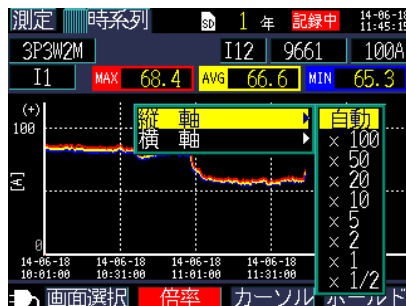 測定 時系列 SD 1 年 記録中 14-06-18
11:45:15
3P3W2M I12 9661 100A
I1 MAX 68.4 AVG 66.6 MIN 65.3
(+)
100
[A]
0
縦 軸
横 軸
自動
× 100
× 50
× 20
× 10
× 5
× 2
× 1
× 1/2
14-06-18 14-06-18 14-06-18 14-06-18
10:01:00 10:31:00 11:01:00 11:31:00
画面選択 倍率 カーソル ホールド